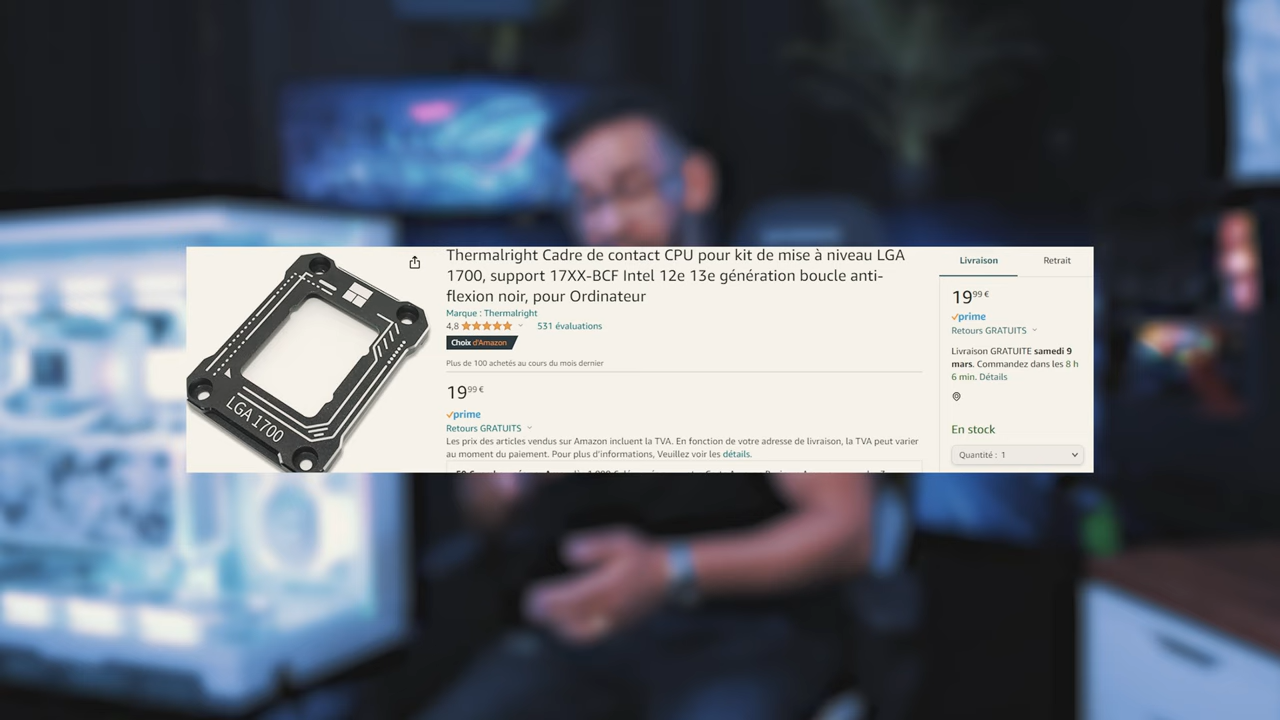 Thermalright Cadre de contact CPU pour kit de mise à niveau LGA
1700, support 17XX-BCF Intel 12e 13e génération boucle anti-
flexion noir, pour Ordinateur
Marque : Thermalright
4,8
531 évaluations
Choix d'Amazon
Plus de 100 achetés au cours du mois dernier
19,99 €
prime
Retours GRATUITS
Les prix des articles vendus sur Amazon incluent la TVA. En fonction de votre adresse de livraison, la TVA peut varier
au moment du paiement. Pour plus d'informations, Veuillez voir les détails.
LGA 1700
Livraison
Retrait
19,99 €
prime
Retours GRATUITS
Livraison GRATUITE samedi 9
mars. Commandez dans les 8 h
6 min. Détails
En stock
Quantité : 1